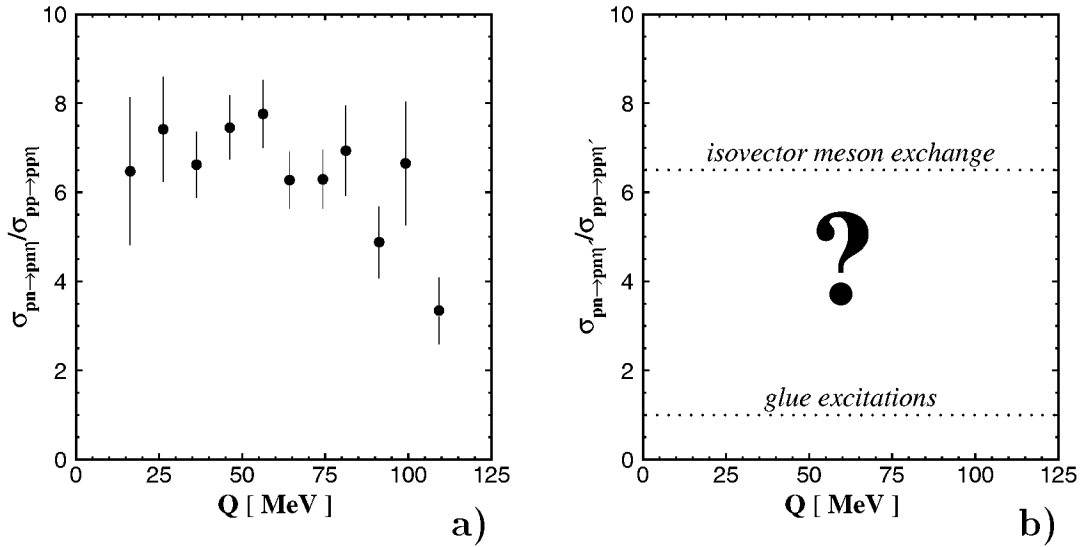 10
8
6
4
2
0
0 25 50 75 100 125
σpn→pnη/σpp→ppη
Q [ MeV ]
a)
10
8
6
4
2
0
0 25 50 75 100 125
σpn→pnη´/σpp→ppη´
isovector meson exchange
?
glue excitations
Q [ MeV ]
b)